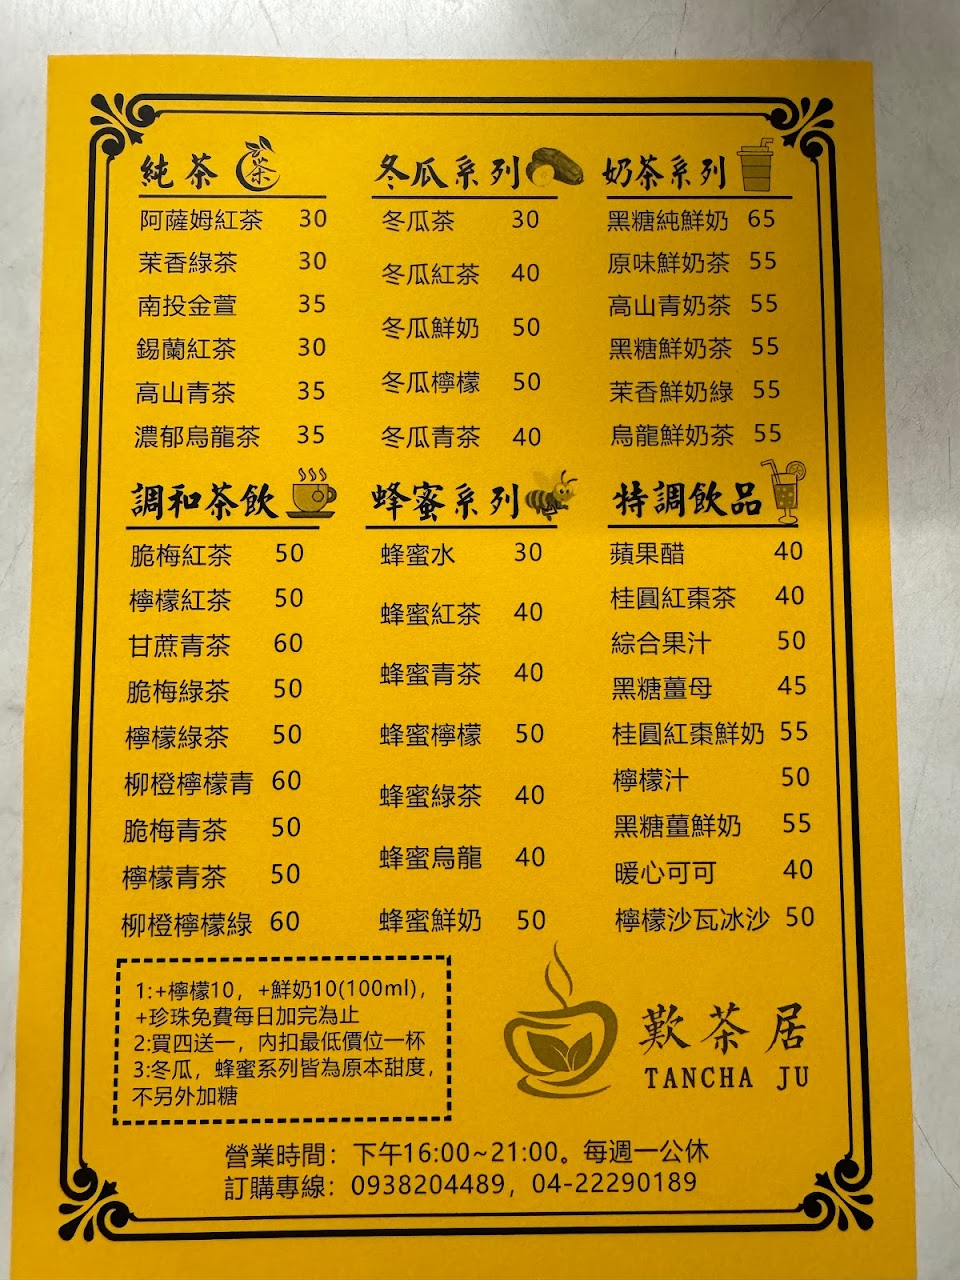 純茶 茶
阿薩姆紅茶 30
茉香綠茶 30
南投金萱 35
錫蘭紅茶 30
高山青茶 35
濃郁烏龍茶 35
冬瓜系列
冬瓜茶 30
冬瓜紅茶 40
冬瓜鮮奶 50
冬瓜檸檬 50
冬瓜青茶 40
奶茶系列
黑糖純鮮奶 65
原味鮮奶茶 55
高山青奶茶 55
黑糖鮮奶茶 55
茉香鮮奶綠 55
烏龍鮮奶茶 55
調和茶飲
脆梅紅茶 50
檸檬紅茶 50
甘蔗青茶 60
脆梅綠茶 50
檸檬綠茶 50
柳橙檸檬青 60
脆梅青茶 50
檸檬青茶 50
柳橙檸檬綠 60
蜂蜜系列
蜂蜜水 30
蜂蜜紅茶 40
蜂蜜青茶 40
蜂蜜檸檬 50
蜂蜜綠茶 40
蜂蜜烏龍 40
蜂蜜鮮奶 50
特調飲品
蘋果醋 40
桂圓紅棗茶 40
綜合果汁 50
黑糖薑母 45
桂圓紅棗鮮奶 55
檸檬汁 50
黑糖薑鮮奶 55
暖心可可 40
檸檬沙瓦冰沙 50
1:+檸檬10，+鮮奶10(100ml)，
+珍珠免費每日加完為止
2:買四送一，內扣最低價位一杯
3:冬瓜，蜂蜜系列皆為原本甜度，
不另外加糖
歎茶居
TANCHA JU
營業時間：下午16:00~21:00。每週一公休
訂購專線：0938204489，04-22290189